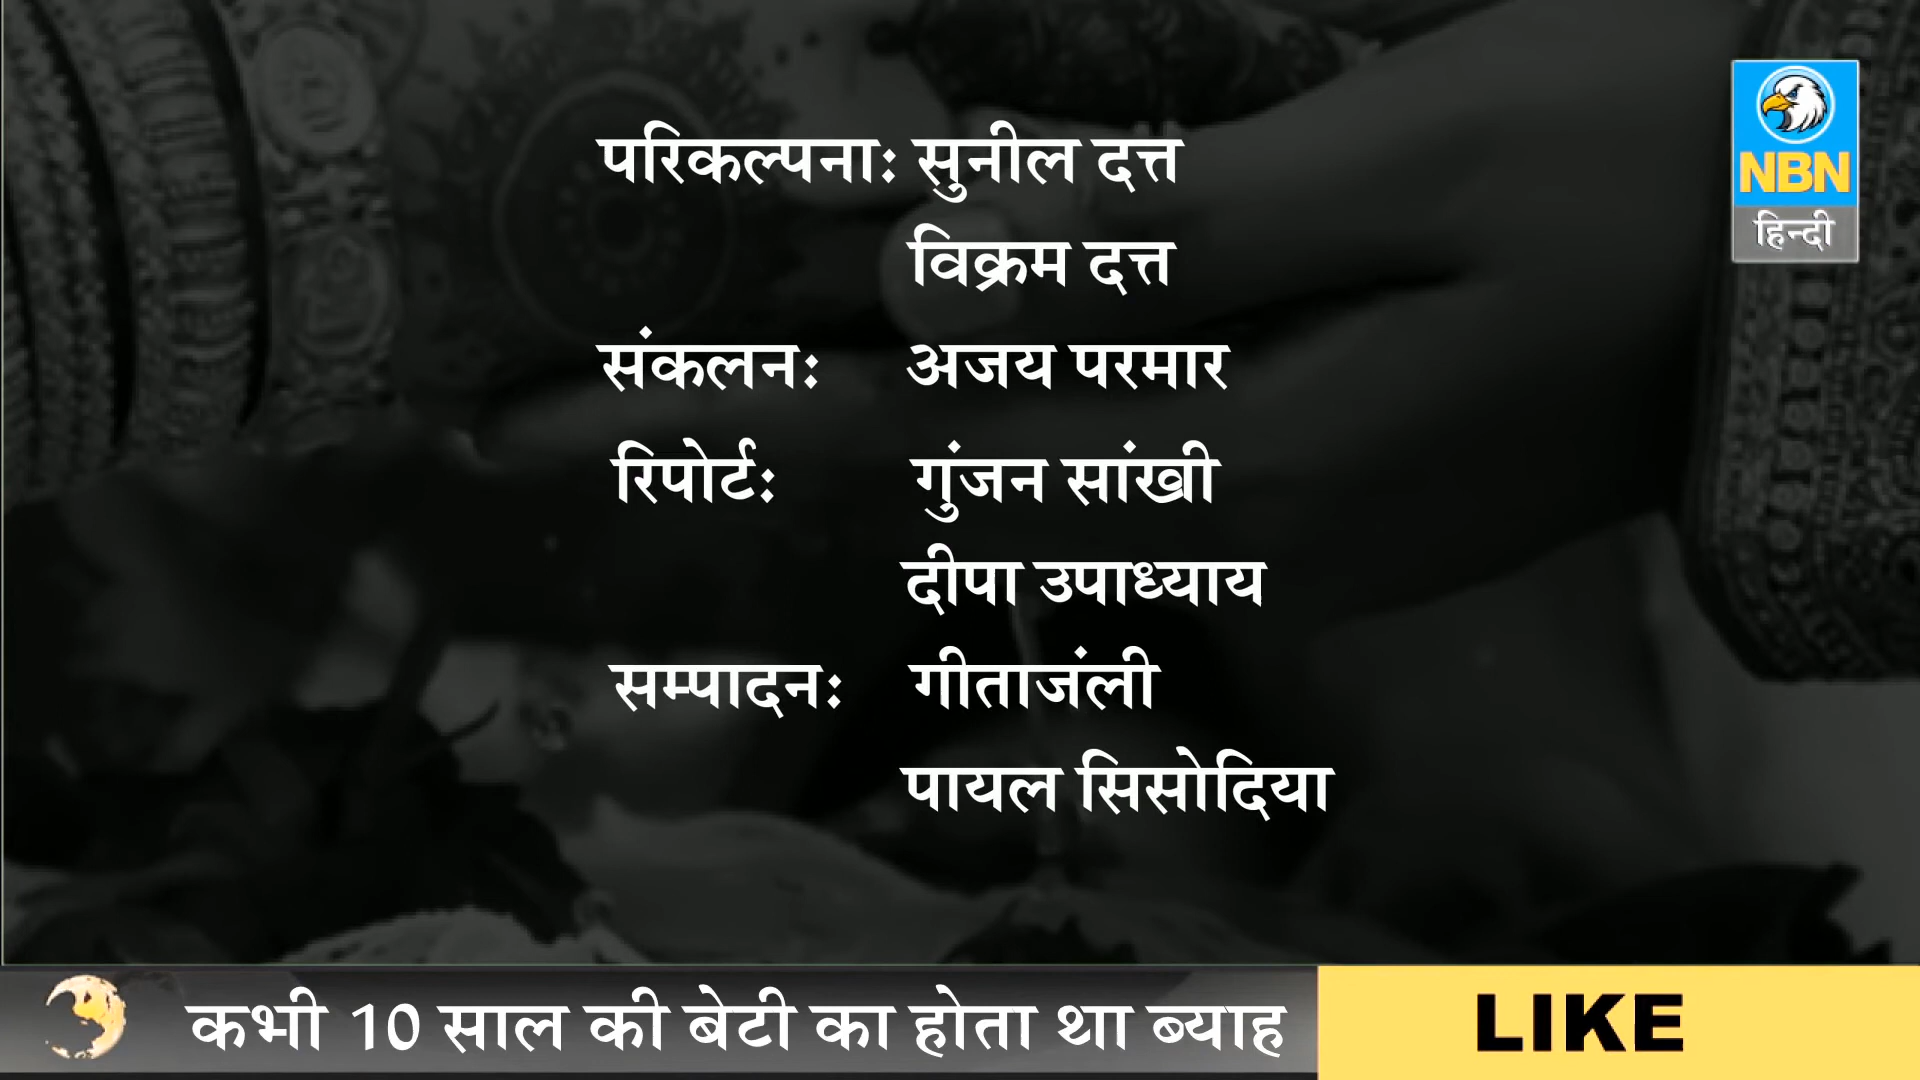 परिकल्पनाः सुनील दत्त
विक्रम दत्त
संकलनः अजय परमार
रिपोर्टः गुंजन सांखी
दीपा उपाध्याय
सम्पादनः गीताजंली
पायल सिसोदिया
NBN
हिन्दी
कभी 10 साल की बेटी का होता था ब्याह
LIKE